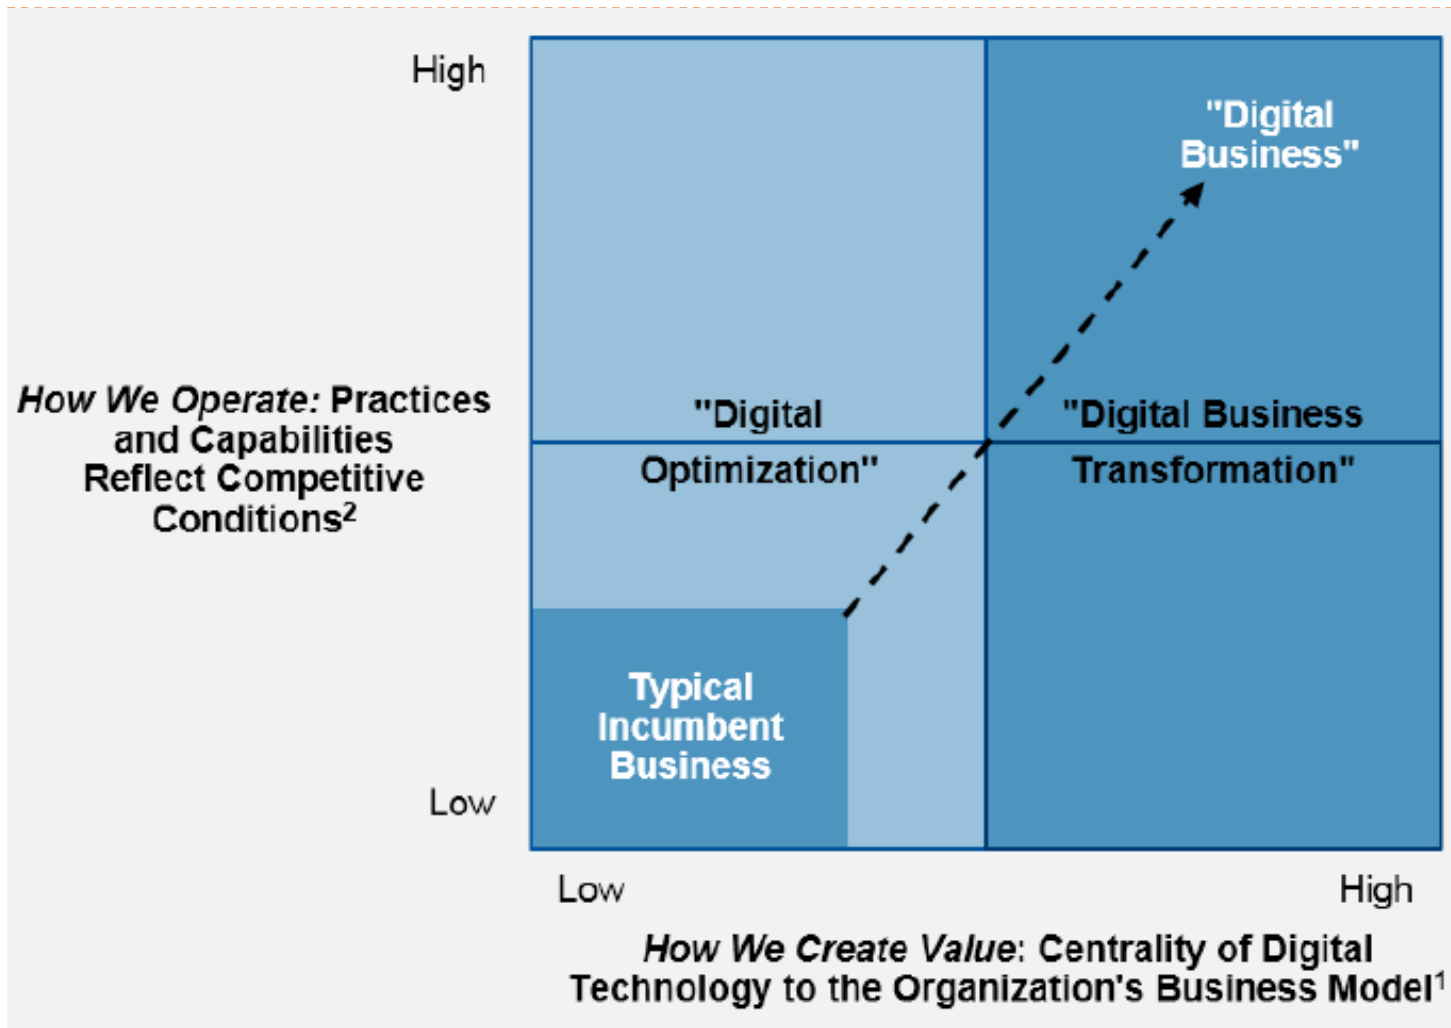 High
"Digital
Business"
How We Operate: Practices
and Capabilities
Reflect Competitive
Conditions²
"Digital
Optimization"
"Digital Business
Transformation"
Typical
Incumbent
Business
Low
Low
High
How We Create Value: Centrality of Digital
Technology to the Organization's Business Model¹